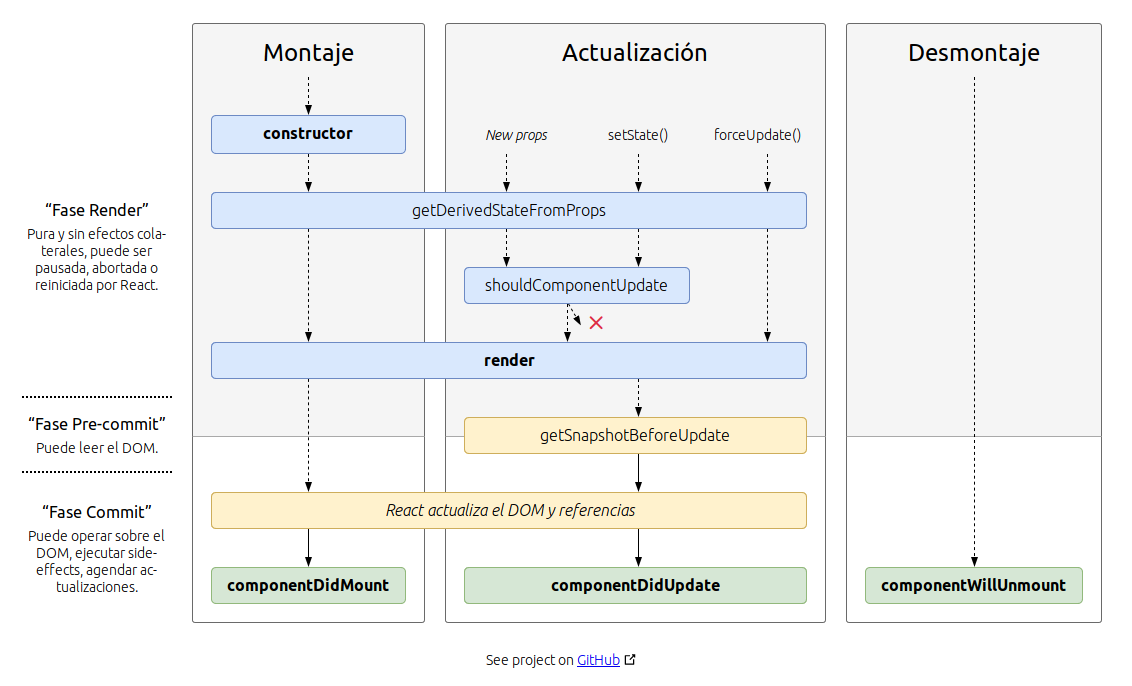 Montaje
Actualización
Desmontaje
constructor
New props
setState()
forceUpdate()
getDerivedStateFromProps
“Fase Render”
Pura y sin efectos cola-
terales, puede ser
pausada, abortada o
reiniciada por React.
shouldComponentUpdate
render
“Fase Pre-commit”
Puede leer el DOM.
getSnapshotBeforeUpdate
“Fase Commit”
Puede operar sobre el
DOM, ejecutar side-
effects, agendar ac-
tualizaciones.
React actualiza el DOM y referencias
componentDidMount
componentDidUpdate
componentWillUnmount
See project on GitHub